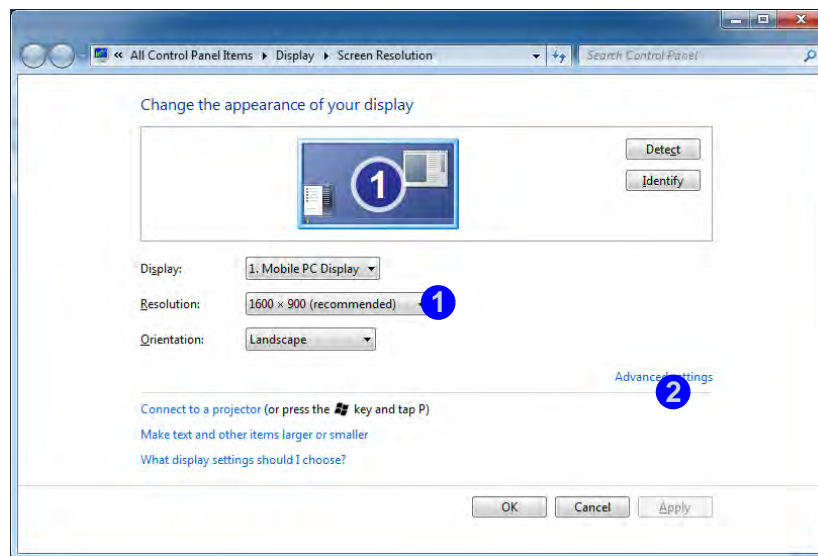 « All Control Panel Items ▸ Display ▸ Screen Resolution Search Control Panel
Change the appearance of your display
1
Detect
Identify
Display: 1. Mobile PC Display
Resolution: 1600 × 900 (recommended) 1
Orientation: Landscape
Advanced settings
2
Connect to a projector (or press the key and tap P)
Make text and other items larger or smaller
What display settings should I choose?
OK Cancel Apply